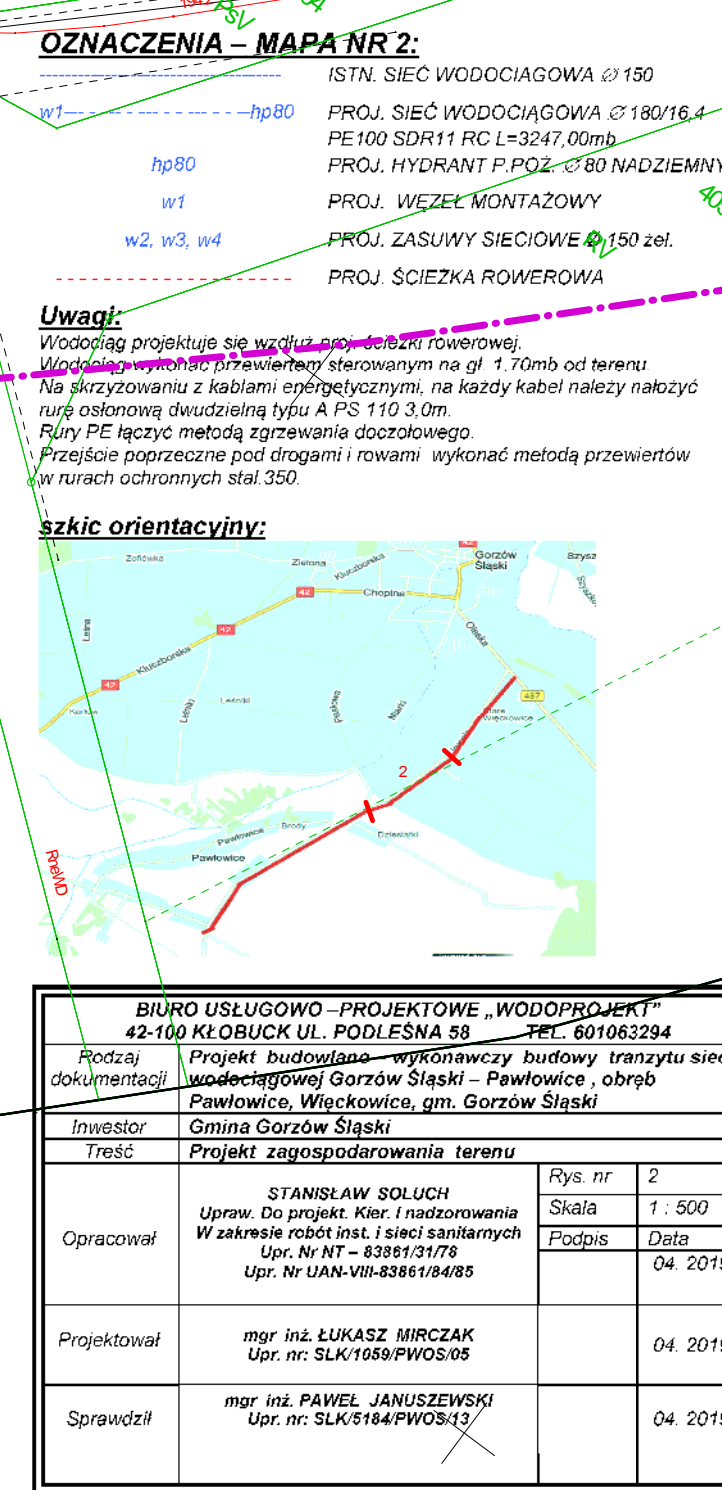 PsV
OZNACZENIA – MAPA NR 2:
ISTN. SIEĆ WODOCIAGOWA Ø 150
w1 hp80 PROJ. SIEĆ WODOCIĄGOWA Ø 180/16,4
PE100 SDR11 RC L=3247,00mb
hp80 PROJ. HYDRANT P.POŻ. Ø 80 NADZIEMNY
w1 PROJ. WĘZEŁ MONTAŻOWY
w2, w3, w4 PROJ. ZASUWY SIECIOWE Ø 150 żel.
RV
PROJ. ŚCIEŻKA ROWEROWA
Uwagi:
Wodociąg projektuje się wzdłuż proj. ścieżki rowerowej.
Wodociąg wykonać przewiertem sterowanym na gł. 1.70mb od terenu.
Na skrzyżowaniu z kablami energetycznymi, na każdy kabel należy nałożyć
rurę osłonową dwudzielną typu A PS 110 3,0m.
Rury PE łączyć metodą zgrzewania doczołowego.
Przejście poprzeczne pod drogami i rowami wykonać metodą przewiertów
w rurach ochronnych stal.350.
szkic orientacyjny:
Zofiówka
Zielona
Kluczborska
42
Gorzów
Śląski
42
Chopina
42
Leśna
Oleska
Kluczborska
42
Leśniki
Leśniki
487
Więckowice
2
Brody
Pawłowice
Dziesiatki
Pawłowice
RneWD
BIURO USŁUGOWO –PROJEKTOWE „WODOPROJEKT”
42-100 KŁOBUCK UL. PODLEŚNA 58 TEL. 601063294
Rodzaj dokumentacji
Projekt budowlano – wykonawczy budowy tranzytu siec
wodociągowej Gorzów Śląski – Pawłowice , obręb
Pawłowice, Więckowice, gm. Gorzów Śląski
Inwestor Gmina Gorzów Śląski
Treść Projekt zagospodarowania terenu
Opracował
STANISŁAW SOLUCH
Upraw. Do projekt. Kier. I nadzorowania
W zakresie robót inst. i sieci sanitarnych
Upr. Nr NT – 83861/31/78
Upr. Nr UAN-VIII-83861/84/85
Rys. nr 2
Skala 1 : 500
Podpis Data
04. 2019
Projektował
mgr inż. ŁUKASZ MIRCZAK
Upr. nr: SLK/1059/PWOS/05
04. 2019
Sprawdził
mgr inż. PAWEŁ JANUSZEWSKI
Upr. nr: SLK/5184/PWOS/13
04. 2019